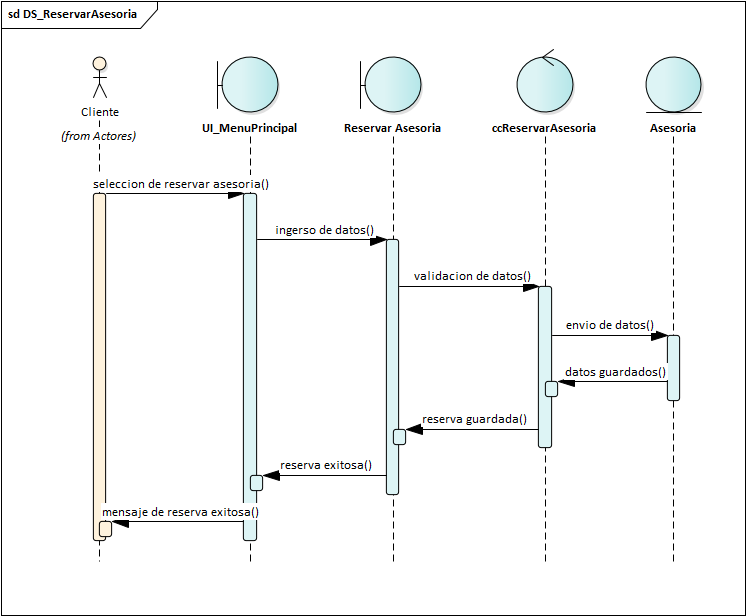 sd DS_ReservarAsesoria
Cliente
(from Actores)
UI_MenuPrincipal
Reservar Asesoria
ccReservarAsesoria
Asesoria
seleccion de reservar asesoria()
ingerso de datos()
validacion de datos()
envio de datos()
datos guardados()
reserva guardada()
reserva exitosa()
mensaje de reserva exitosa()